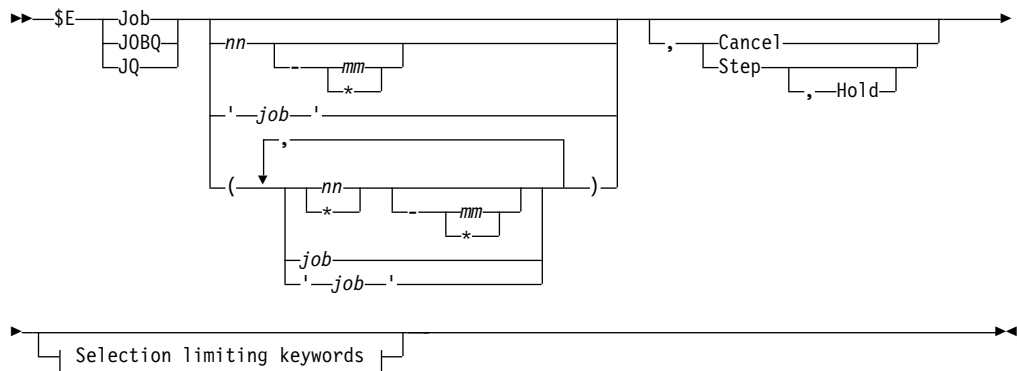 $E Job , Cancel
JOBQ nn Step
JQ - mm , Hold
*
' job '
,
( nn )
* - mm
*
job
' job '
Selection limiting keywords